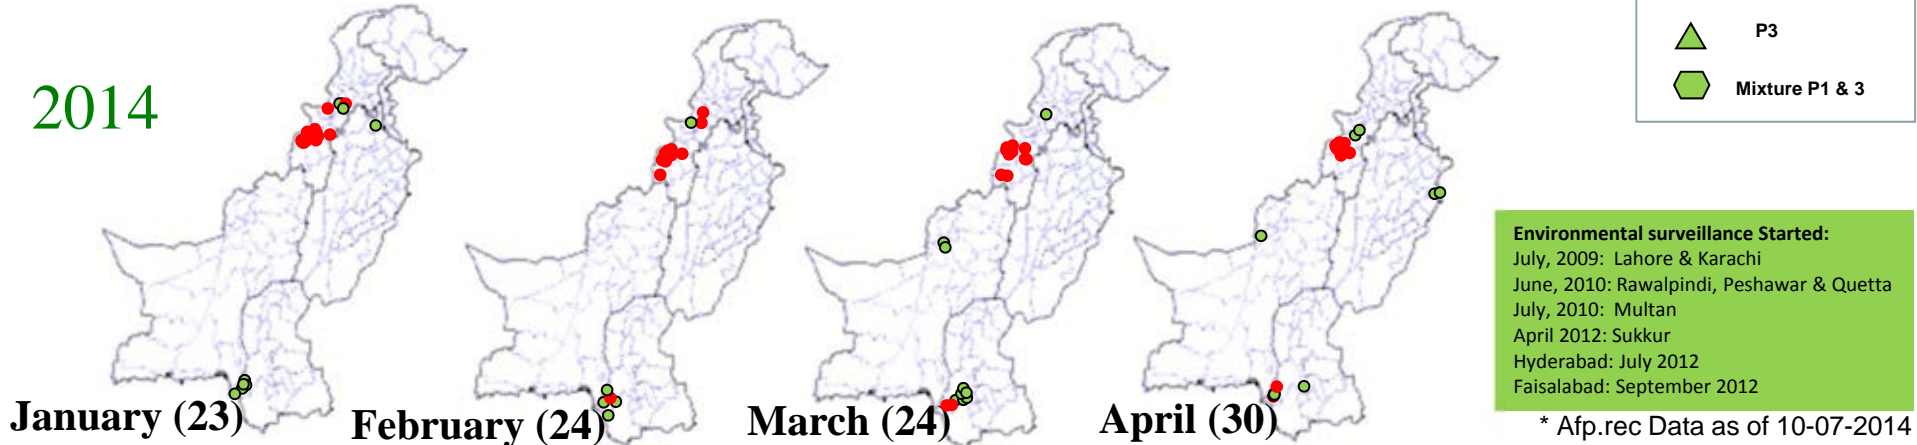 2014
January (23)
February (24)
March (24)
April (30)
P3
Mixture P1 & 3
Environmental surveillance Started:
July, 2009: Lahore & Karachi
June, 2010: Rawalpindi, Peshawar & Quetta
July, 2010: Multan
April 2012: Sukkur
Hyderabad: July 2012
Faisalabad: September 2012
* Afp.rec Data as of 10-07-2014